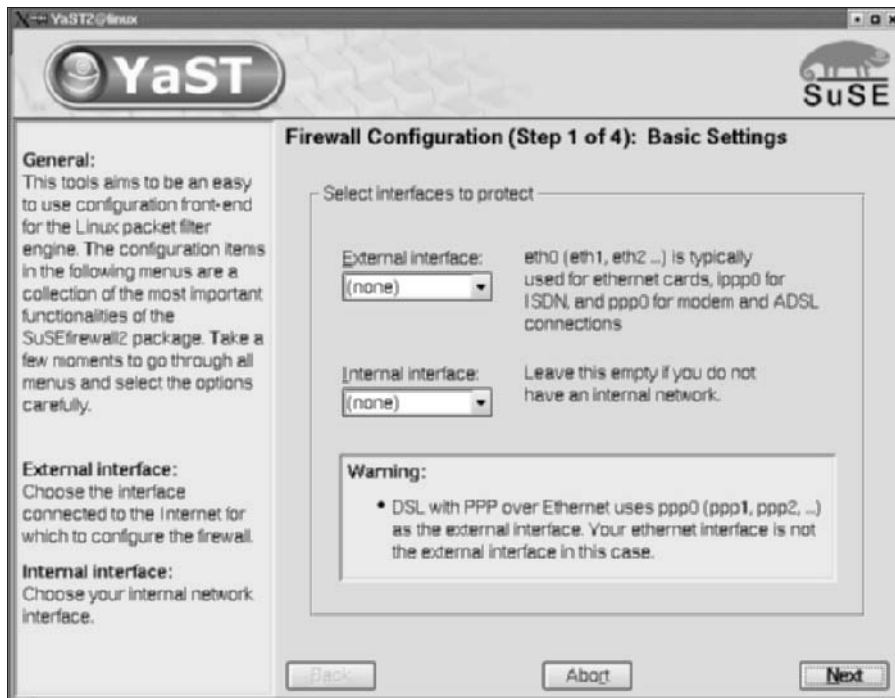 YaST2@linux
YaST
SuSE
General:
This tools aims to be an easy
to use configuration front-end
for the Linux packet filter
engine. The configuration items
in the following menus are a
collection of the most important
functionalities of the
SuSEfirewall2 package. Take a
few moments to go through all
menus and select the options
carefully.
External interface:
Choose the interface
connected to the Internet for
which to configure the firewall.
Internal interface:
Choose your internal network
interface.
Firewall Configuration (Step 1 of 4): Basic Settings
Select interfaces to protect
External interface:
(none)
eth0 (eth1, eth2 ...) is typically
used for ethernet cards, ippp0 for
ISDN, and ppp0 for modem and ADSL
connections
Internal interface:
(none)
Leave this empty if you do not
have an internal network.
Warning:
• DSL with PPP over Ethernet uses ppp0 (ppp1, ppp2, ...)
as the external interface. Your ethernet interface is not
the external interface in this case.
Back
Abort
Next